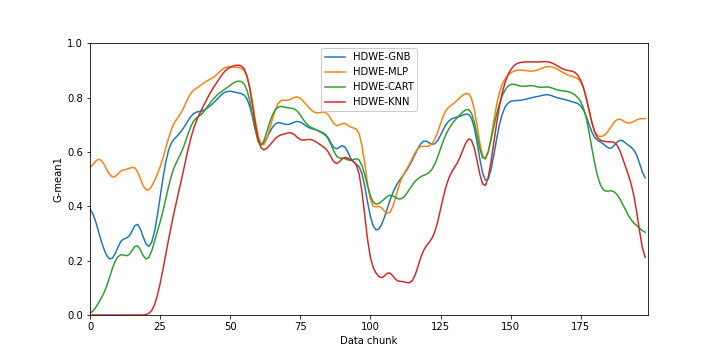 HDWE-GNB
HDWE-MLP
HDWE-CART
HDWE-KNN
G-mean1
1.0
0.8
0.6
0.4
0.2
0.0
0 25 50 75 100 125 150 175
Data chunk